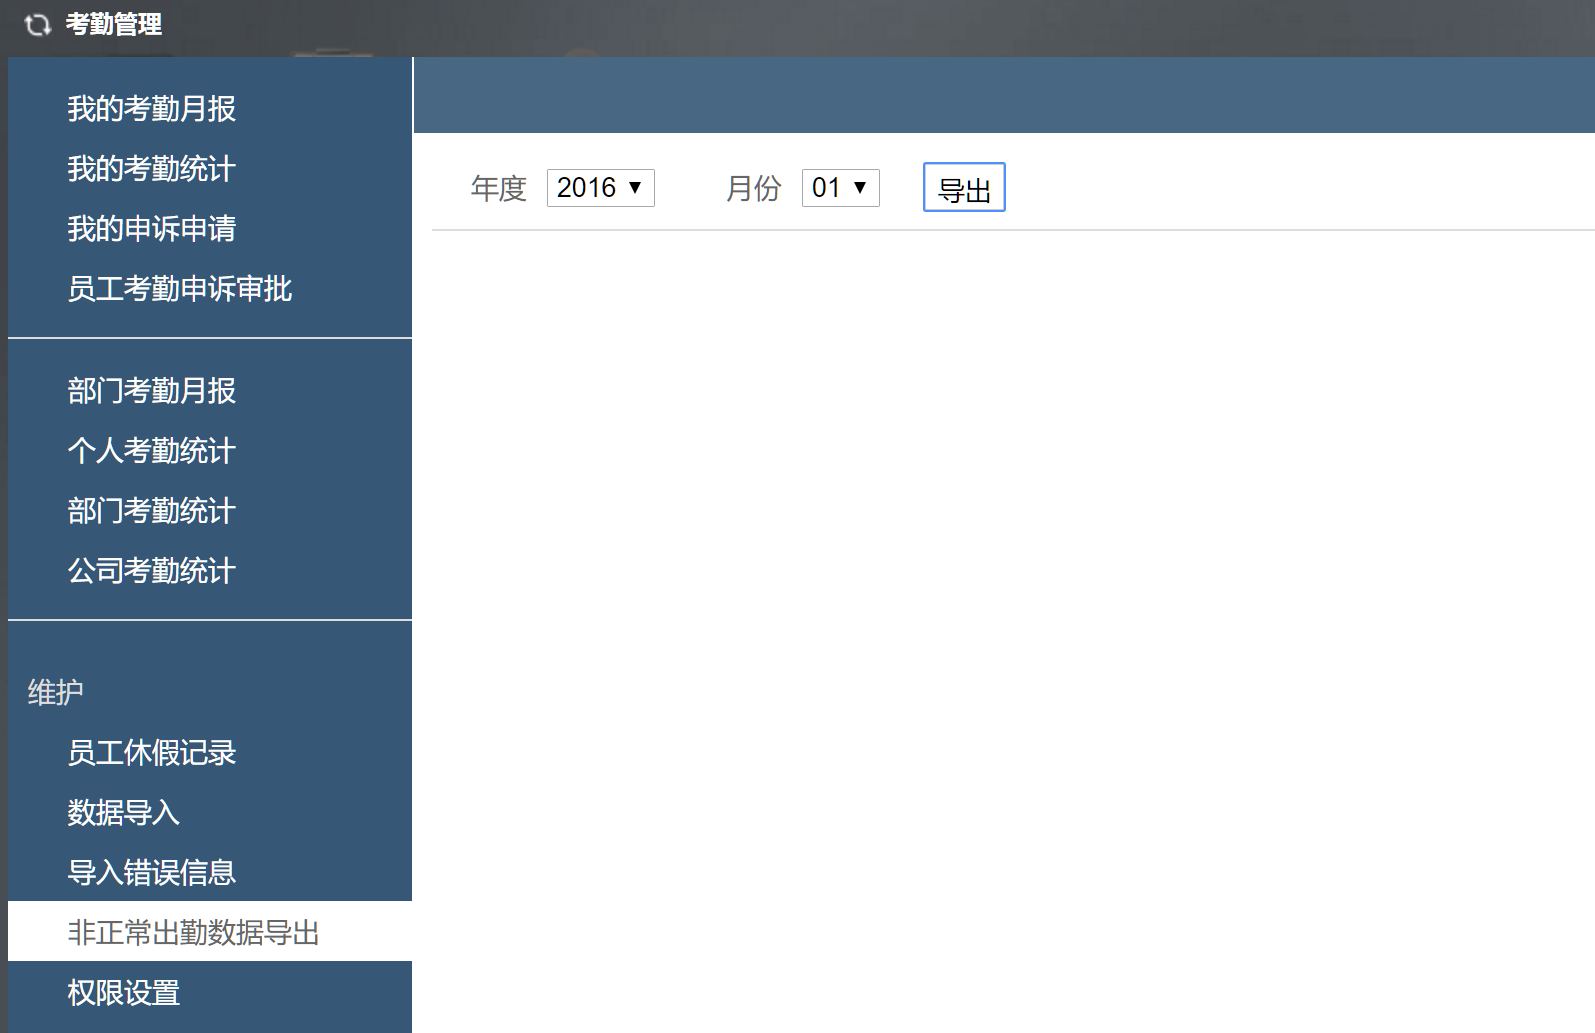 考勤管理
我的考勤月报
我的考勤统计
我的申诉申请
员工考勤申诉审批
部门考勤月报
个人考勤统计
部门考勤统计
公司考勤统计
维护
员工休假记录
数据导入
导入错误信息
非正常出勤数据导出
权限设置
年度 2016 月份 01 导出